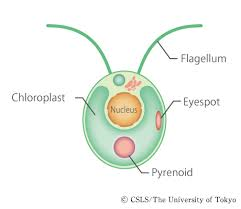 Flagellum
Chloroplast
Nucleus
Eyespot
Pyrenoid
© CSLS/The University of Tokyo